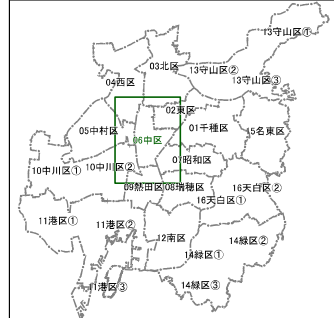 13守山区①
03北区
13守山区②
13守山区③
04西区
02東区
05中村区
01千種区
15名東区
06中区
07昭和区
10中川区①
10中川区②
09熱田区
08瑞穂区
16天白区②
16天白区①
11港区①
11港区②
12南区
14緑区②
14緑区①
11港区③
14緑区③